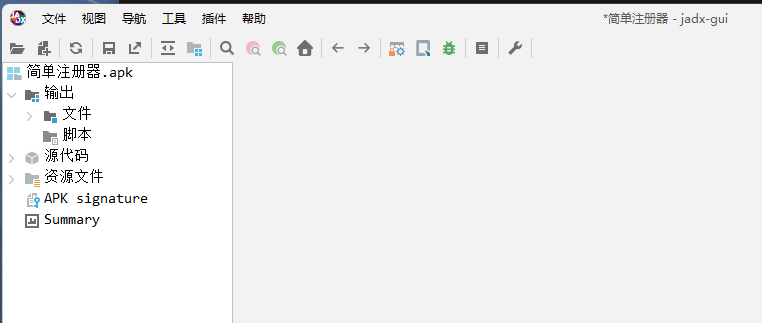 *简单注册器 - jadx-gui
文件 视图 导航 工具 插件 帮助
简单注册器.apk
输出
文件
脚本
源代码
资源文件
APK signature
Summary